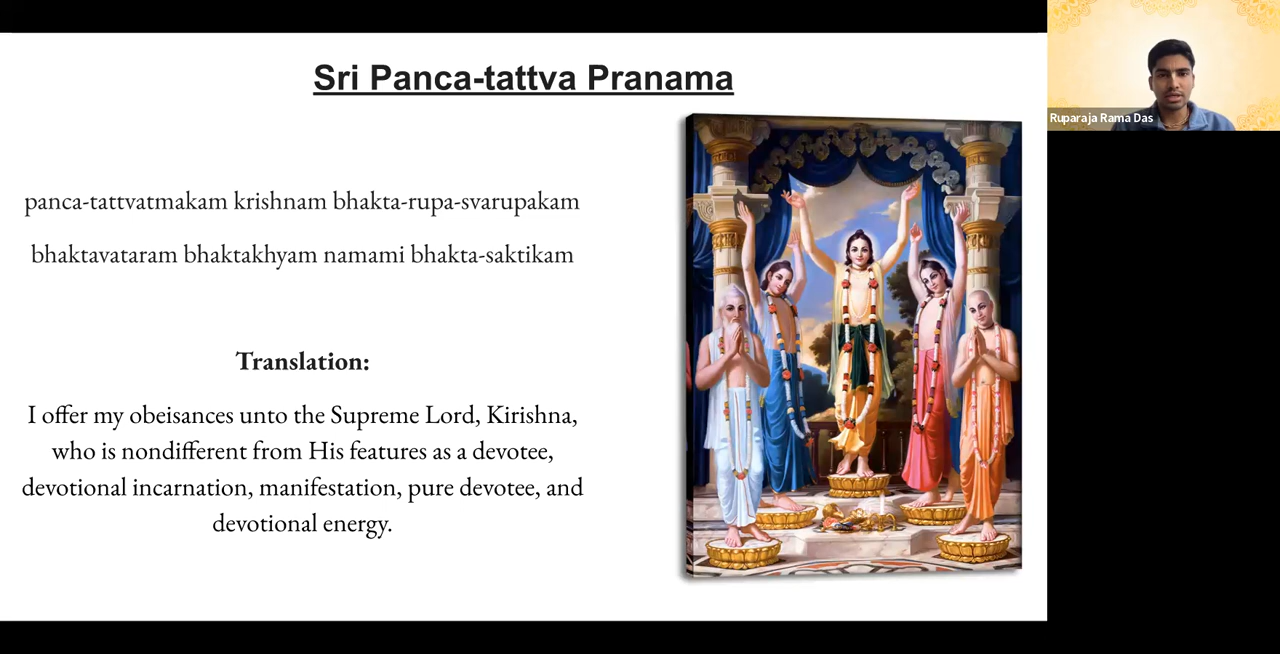 Sri Panca-tattva Pranama
panca-tattvatmakam krishnam bhakta-rupa-svarupakam
bhaktavataram bhaktakhyam namami bhakta-saktikam
Translation:
I offer my obeisances unto the Supreme Lord, Kirishna,
who is nondifferent from His features as a devotee,
devotional incarnation, manifestation, pure devotee, and
devotional energy.
Ruparaja Rama Das